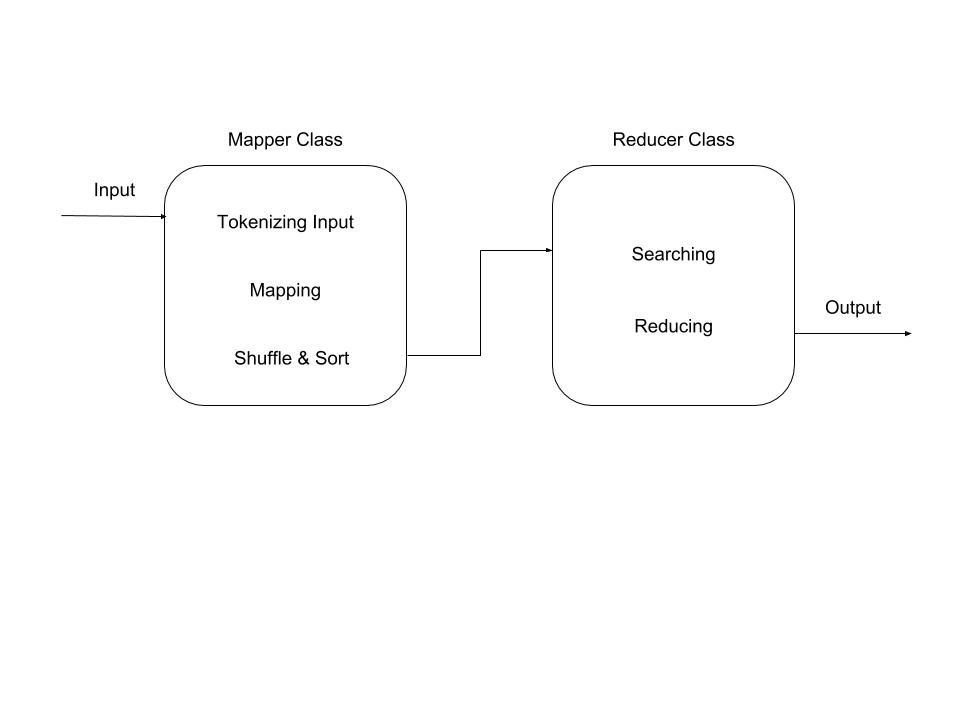 Mapper Class
Reducer Class
Input
Tokenizing Input
Mapping
Shuffle & Sort
Searching
Reducing
Output